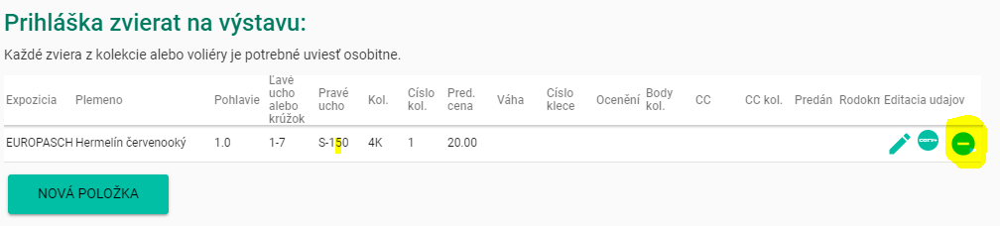 Prihláška zvierat na výstavu:
Každé zviera z kolekcie alebo voliéry je potrebné uviesť osobitne.
Expozicia Plemeno Pohlavie Ľavé ucho alebo krúžok Pravé ucho Kol. Číslo kol. Pred. cena Váha Číslo klece Ocenění Body kol. CC CC kol. Predán Rodokm Editacia udajov
EUROPASCH Hermelín červenooký 1.0 1-7 S-150 4K 1 20.00
NOVÁ POLOŽKA